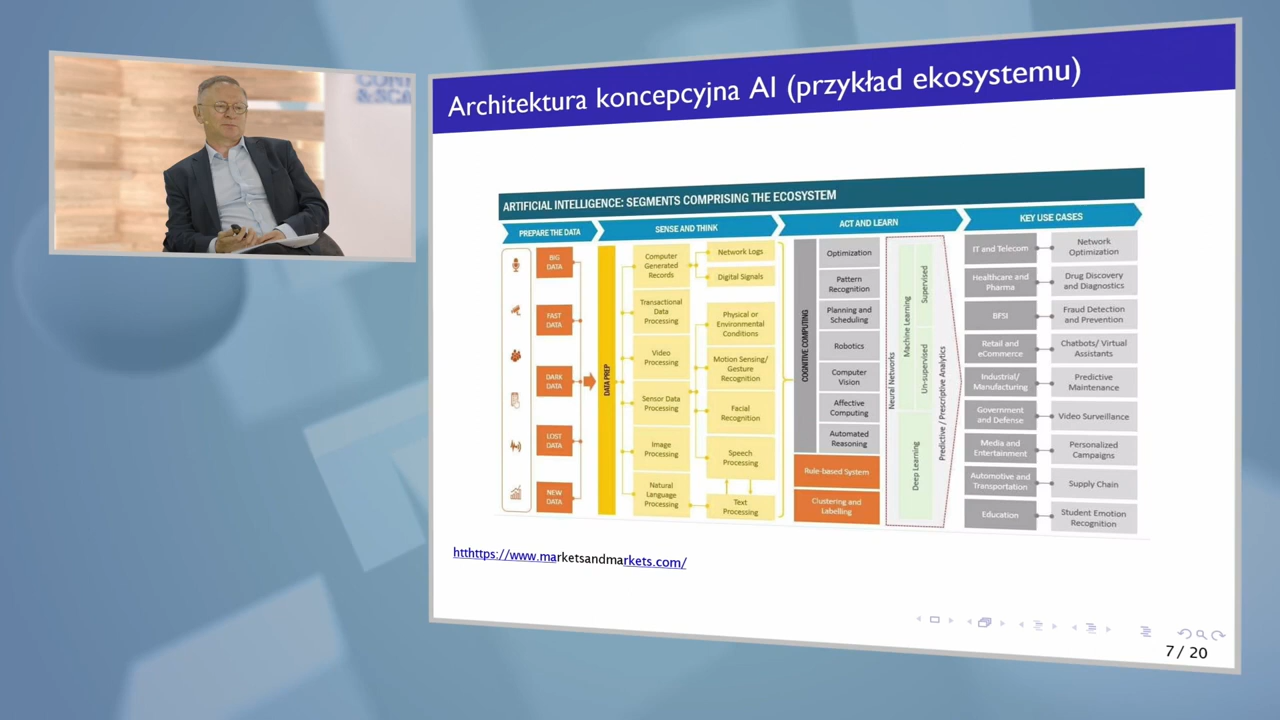 Architektura koncepcyjna AI (przykład ekosystemu)
ARTIFICIAL INTELLIGENCE: SEGMENTS COMPRISING THE ECOSYSTEM
PREPARE THE DATA
SENSE AND THINK
ACT AND LEARN
KEY USE CASES
BIG
DATA
FAST
DATA
DARK
DATA
LOST
DATA
NEW
DATA
DATA PREP
Computer
Generated
Records
Transactional
Data
Processing
Video
Processing
Sensor Data
Processing
Image
Processing
Natural
Language
Processing
Network Logs
Digital Signals
Physical or
Environmental
Conditions
Motion Sensing/
Gesture
Recognition
Facial
Recognition
Speech
Processing
Text
Processing
COGNITIVE COMPUTING
Optimization
Pattern
Recognition
Planning and
Scheduling
Robotics
Computer
Vision
Affective
Computing
Automated
Reasoning
Rule-based System
Clustering and
Labelling
Neural Networks
Machine Learning
Deep Learning
Supervised
Un-supervised
Predictive / Prescriptive Analytics
IT and Telecom
Network
Optimization
Healthcare and
Pharma
Drug Discovery
and Diagnostics
BFSI
Fraud Detection
and Prevention
Retail and
eCommerce
Chatbots/ Virtual
Assistants
Industrial/
Manufacturing
Predictive
Maintenance
Government
and Defense
Video Surveillance
Media and
Entertainment
Personalized
Campaigns
Automotive and
Transportation
Supply Chain
Education
Student Emotion
Recognition
htthttps://www.marketsandmarkets.com/
7 / 20